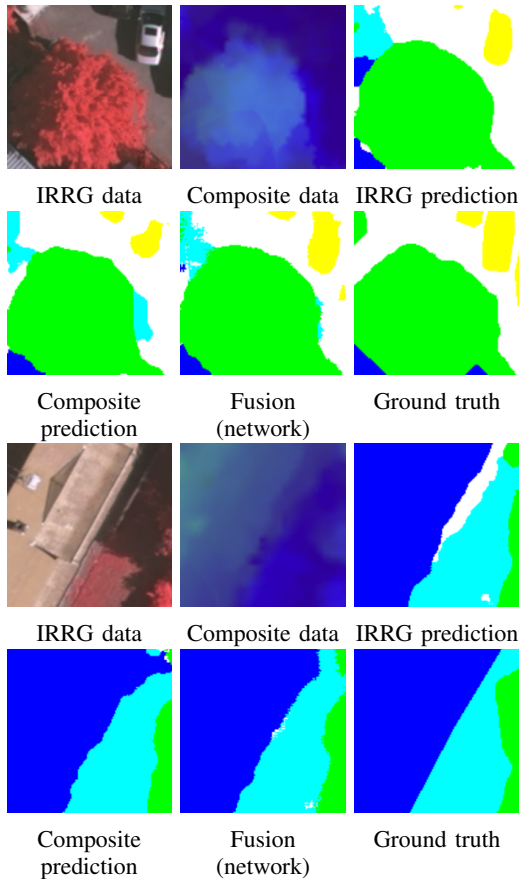 IRRG data Composite data IRRG prediction
Composite prediction Fusion (network) Ground truth
IRRG data Composite data IRRG prediction
Composite prediction Fusion (network) Ground truth